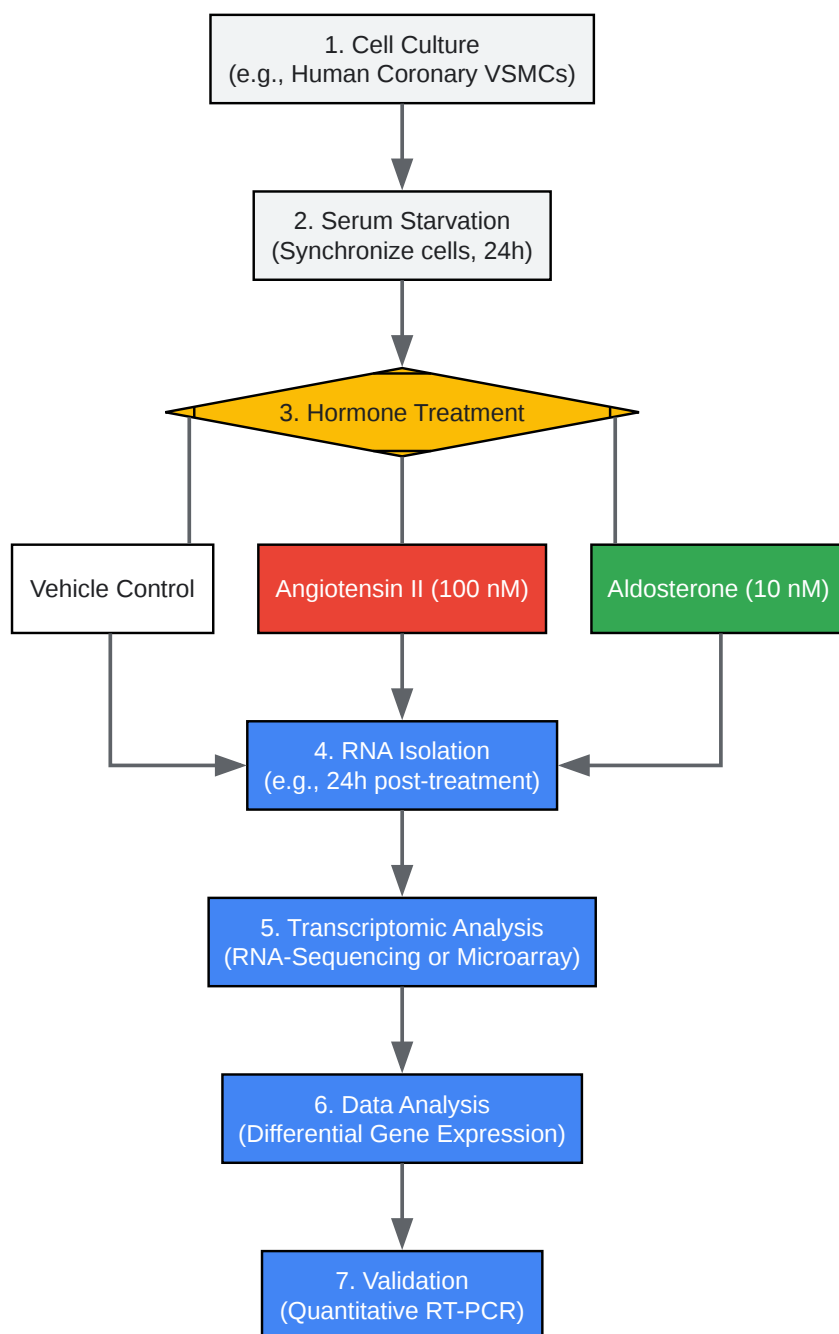 1. Cell Culture
(e.g., Human Coronary VSMCs)
2. Serum Starvation
(Synchronize cells, 24h)
3. Hormone Treatment
Vehicle Control
Angiotensin II (100 nM)
Aldosterone (10 nM)
4. RNA Isolation
(e.g., 24h post-treatment)
5. Transcriptomic Analysis
(RNA-Sequencing or Microarray)
6. Data Analysis
(Differential Gene Expression)
7. Validation
(Quantitative RT-PCR)